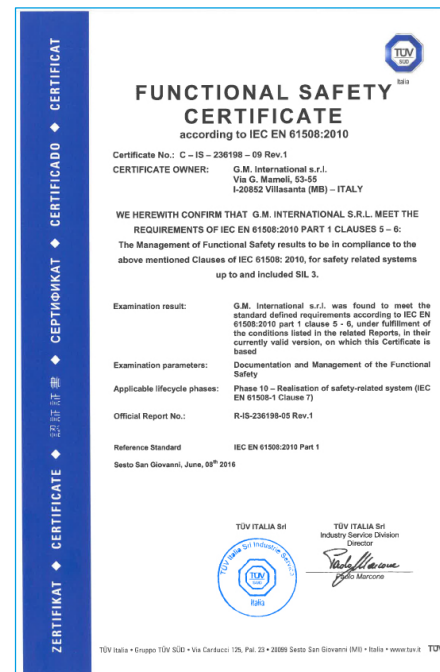 ZERTIFIKAT ◆ CERTIFICATE ◆ 認証証書 ◆ СЕРТИФИКАТ ◆ CERTIFICADO ◆ CERTIFICAT
TÜV
SÜD
Italia
FUNCTIONAL SAFETY
CERTIFICATE
according to IEC EN 61508:2010
Certificate No.: C – IS – 236198 – 09 Rev.1
CERTIFICATE OWNER: G.M. International s.r.l.
Via G. Mameli, 53-55
I-20852 Villasanta (MB) – ITALY
WE HEREWITH CONFIRM THAT G.M. INTERNATIONAL S.R.L. MEET THE
REQUIREMENTS OF IEC EN 61508:2010 PART 1 CLAUSES 5 – 6:
The Management of Functional Safety results to be in compliance to the
above mentioned Clauses of IEC 61508: 2010, for safety related systems
up to and included SIL 3.
Examination result: G.M. International s.r.l. was found to meet the
standard defined requirements according to IEC EN
61508:2010 part 1 clause 5 - 6, under fulfillment of
the conditions listed in the related Reports, in their
currently valid version, on which this Certificate is
based
Examination parameters: Documentation and Management of the Functional
Safety
Applicable lifecycle phases: Phase 10 – Realisation of safety-related system (IEC
EN 61508-1 Clause 7)
Official Report No.: R-IS-236198-05 Rev.1
Reference Standard IEC EN 61508:2010 Part 1
Sesto San Giovanni, June, 08th 2016
TÜV ITALIA Srl
TÜV Italia Srl Industrie Service
TÜV
SÜD
Italia
TÜV ITALIA Srl
Industry Service Division
Director
Paolo Marcone
Paolo Marcone
TÜV Italia • Gruppo TÜV SÜD • Via Carducci 125, Pal. 23 • 20099 Sesto San Giovanni (MI) • Italia • www.tuv.it TÜV